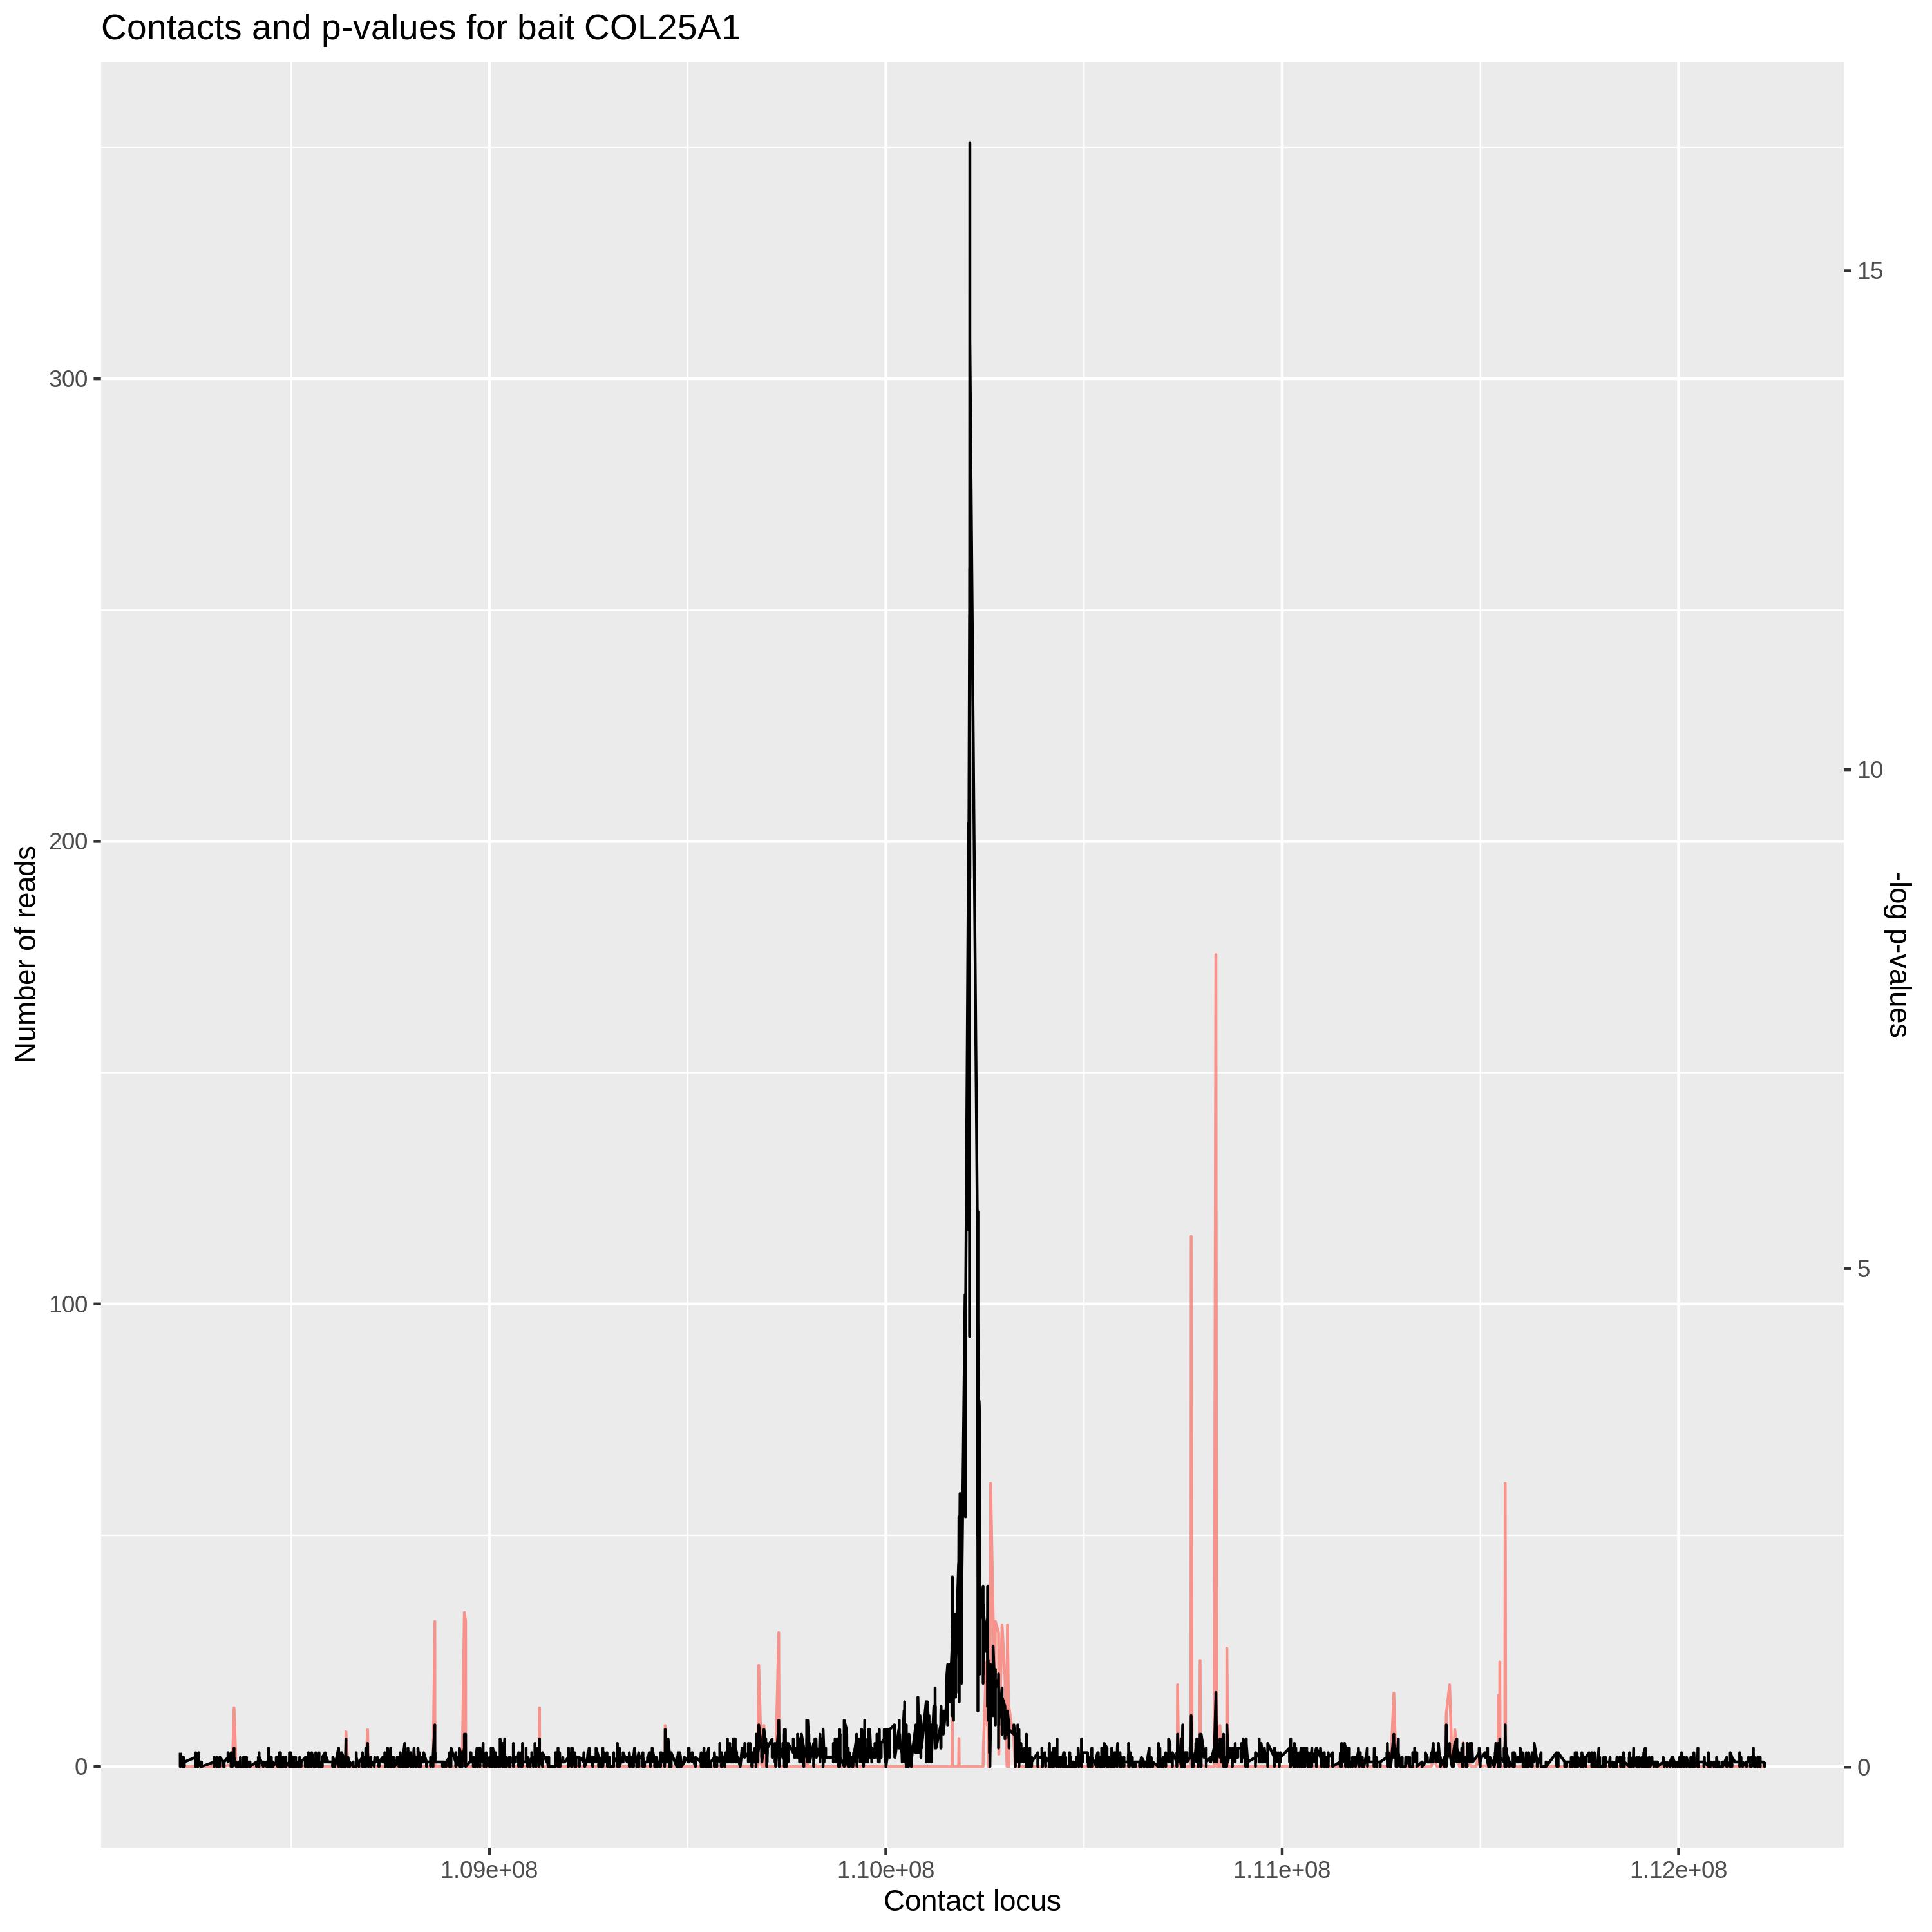 Contacts and p-values for bait COL25A1
Number of reads
300
200
100
0
15
10
5
0
-log p-values
1.09e+08 1.10e+08 1.11e+08 1.12e+08
Contact locus